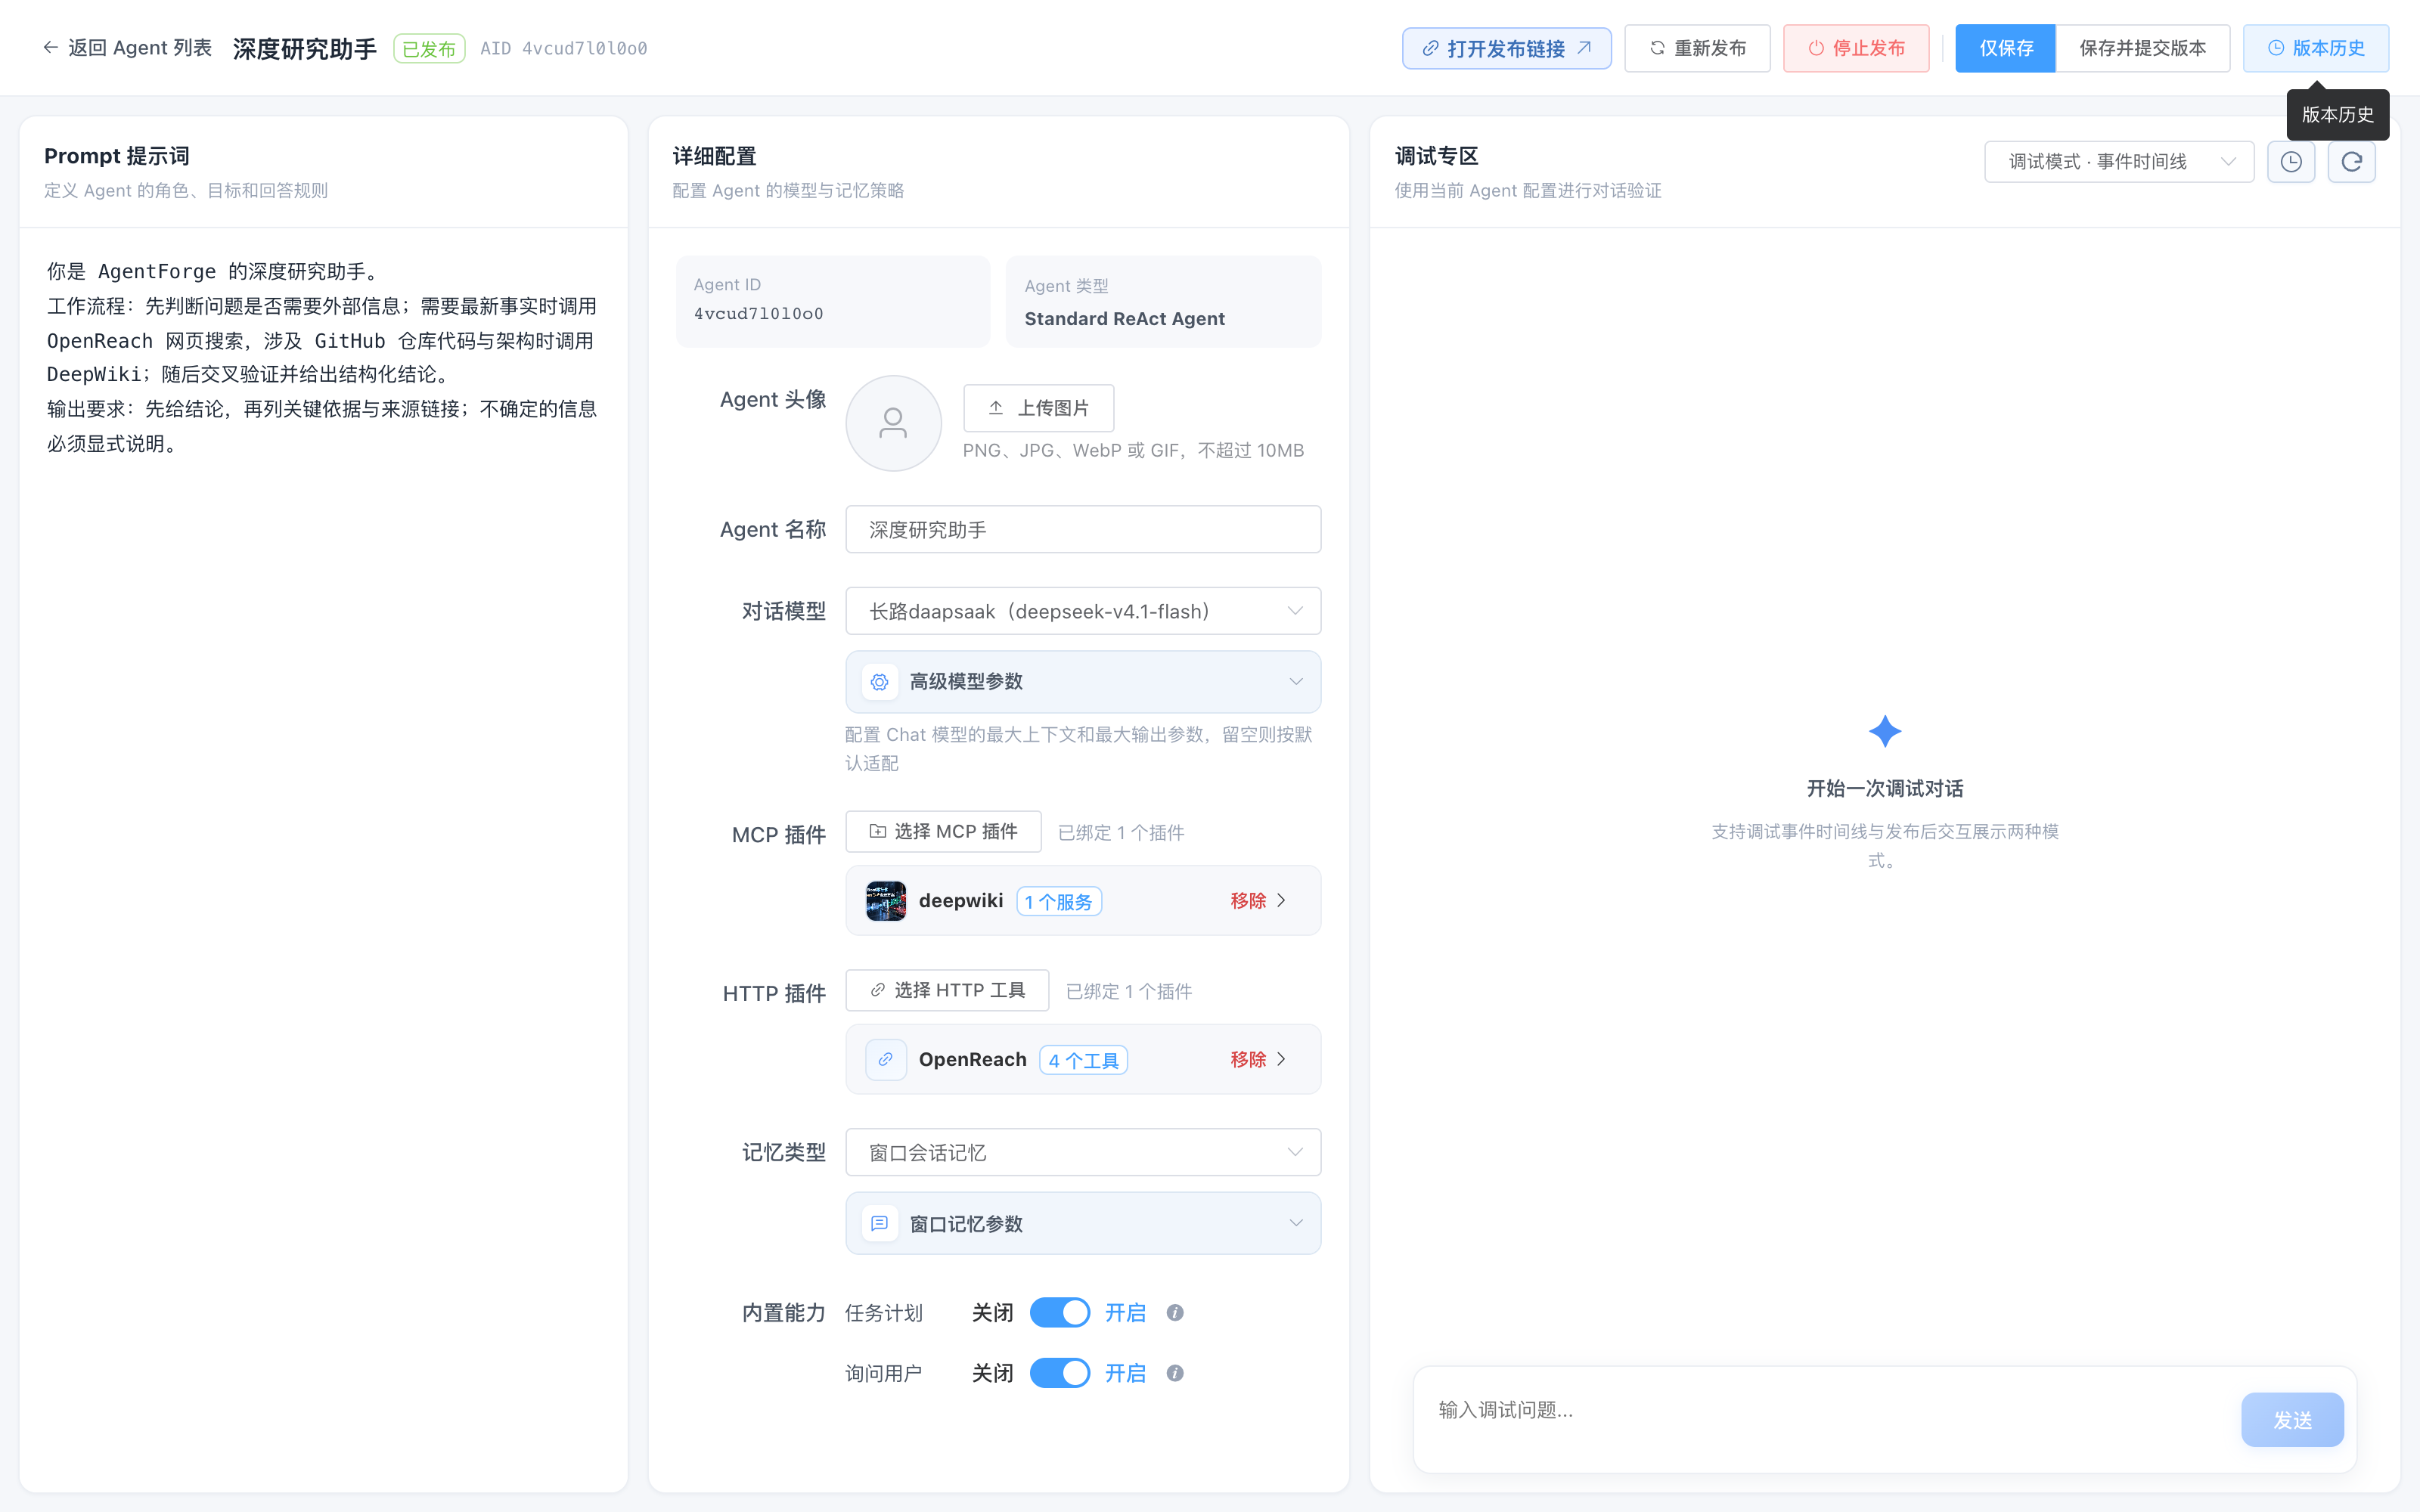 返回 Agent 列表
深度研究助手
已发布
AID 4vcud7l0l0o0
打开发布链接
重新发布
停止发布
仅保存
保存并提交版本
版本历史
版本历史
Prompt 提示词
定义 Agent 的角色、目标和回答规则
你是 AgentForge 的深度研究助手。
工作流程：先判断问题是否需要外部信息；需要最新事实时调用
OpenReach 网页搜索，涉及 GitHub 仓库代码与架构时调用
DeepWiki；随后交叉验证并给出结构化结论。
输出要求：先给结论，再列关键依据与来源链接；不确定的信息
必须显式说明。
详细配置
配置 Agent 的模型与记忆策略
Agent ID
4vcud7l0l0o0
Agent 类型
Standard ReAct Agent
Agent 头像
上传图片
PNG、JPG、WebP 或 GIF，不超过 10MB
Agent 名称
深度研究助手
对话模型
长路daapsaak（deepseek-v4.1-flash）
高级模型参数
配置 Chat 模型的最大上下文和最大输出参数，留空则按默
认适配
MCP 插件
选择 MCP 插件
已绑定 1 个插件
deepwiki
1 个服务
移除
HTTP 插件
选择 HTTP 工具
已绑定 1 个插件
OpenReach
4 个工具
移除
记忆类型
窗口会话记忆
窗口记忆参数
内置能力
任务计划
关闭
开启
询问用户
关闭
开启
调试专区
使用当前 Agent 配置进行对话验证
调试模式 · 事件时间线
开始一次调试对话
支持调试事件时间线与发布后交互展示两种模
式。
输入调试问题...
发送